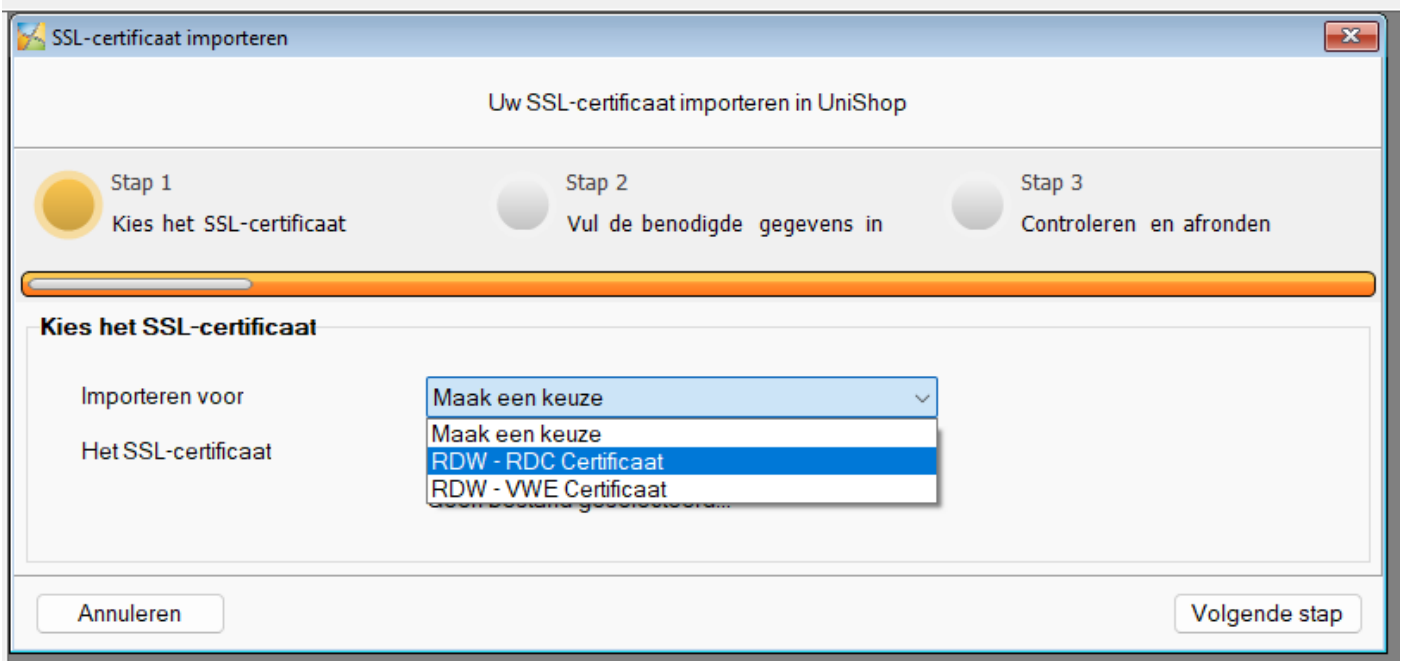 SSL-certificaat importeren
Uw SSL-certificaat importeren in UniShop
Stap 1
Kies het SSL-certificaat
Stap 2
Vul de benodigde gegevens in
Stap 3
Controleren en afronden
Kies het SSL-certificaat
Importeren voor
Maak een keuze
Maak een keuze
Het SSL-certificaat
RDW - RDC Certificaat
RDW - VWE Certificaat
Annuleren
Volgende stap